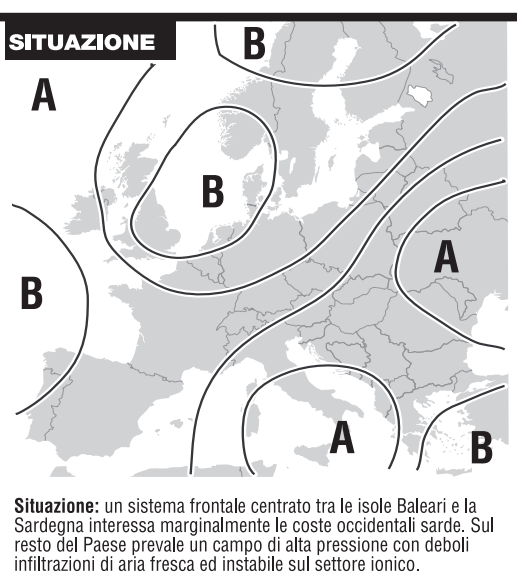 SITUAZIONE
B
A
B
A
B
A
B
Situazione: un sistema frontale centrato tra le isole Baleari e la
Sardegna interessa marginalmente le coste occidentali sarde. Sul
resto del Paese prevale un campo di alta pressione con deboli
infiltrazioni di aria fresca ed instabile sul settore ionico.